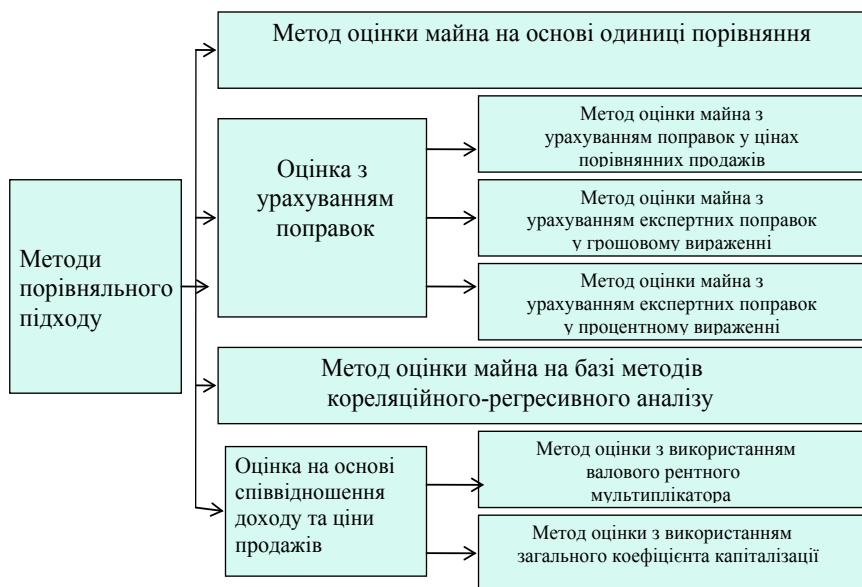 Метод оцінки майна на основі одиниці порівняння
Метод оцінки майна з
урахуванням поправок у цінах
порівнянних продажів
Оцінка з
урахуванням
поправок
Метод оцінки майна з
урахуванням експертних поправок
у грошовому вираженні
Методи
порівняльного
підходу
Метод оцінки майна з
урахуванням експертних поправок
у процентному вираженні
Метод оцінки майна на базі методів
кореляційного-регресивного аналізу
Оцінка на основі
співвідношення
доходу та ціни
продажів
Метод оцінки з використанням
валового рентного
мультиплікатора
Метод оцінки з використанням
загального коефіцієнта капіталізації